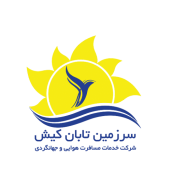 سرزمین تابان کیش
شرکت خدمات مسافرت هوایی و جهانگردی